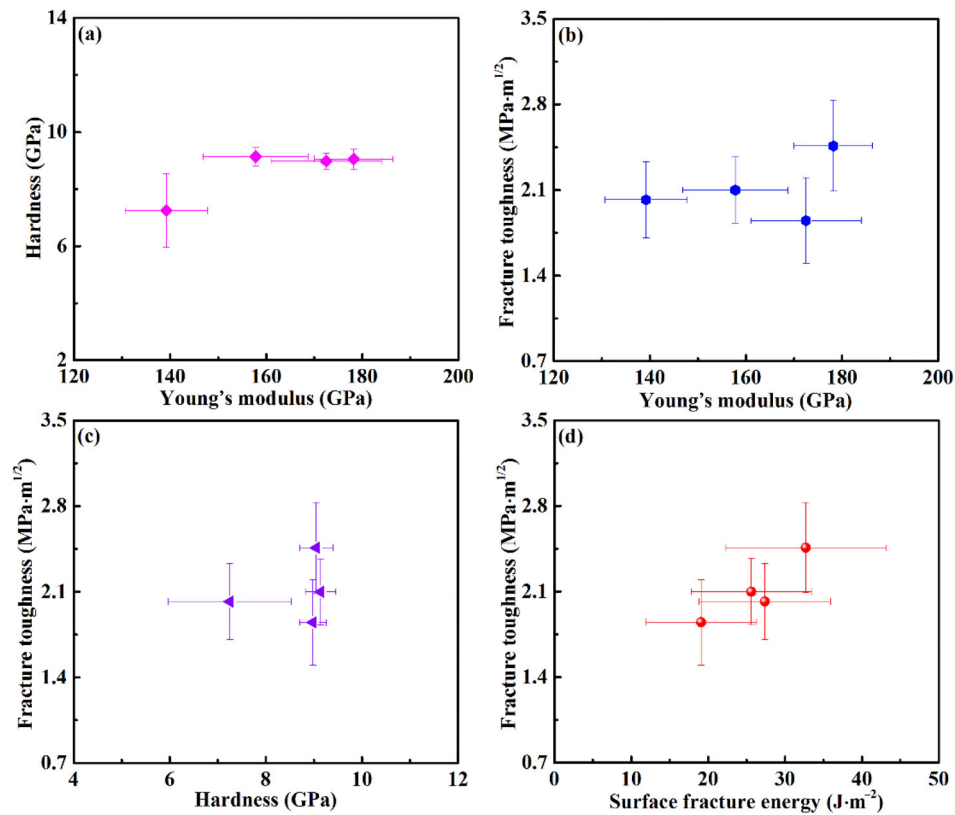 (a)
14
10
6
2
Hardness (GPa)
120 140 160 180 200
Young's modulus (GPa)
(b)
3.5
2.8
2.1
1.4
0.7
Fracture toughness (MPa·m^1/2)
120 140 160 180 200
Young's modulus (GPa)
(c)
3.5
2.8
2.1
1.4
0.7
Fracture toughness (MPa·m^1/2)
4 6 8 10 12
Hardness (GPa)
(d)
3.5
2.8
2.1
1.4
0.7
Fracture toughness (MPa·m^1/2)
0 10 20 30 40 50
Surface fracture energy (J·m^−2)